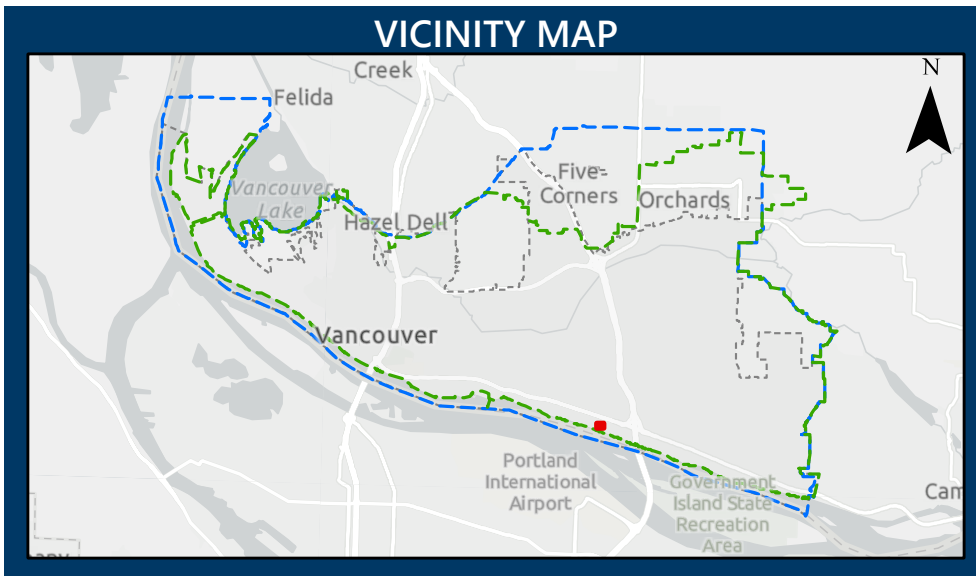 VICINITY MAP
N
Creek
Felida
Five
Corners
Vancouver
Lake
Orchards
Hazel Dell
Vancouver
Portland
International
Airport
Government
Island State
Recreation
Area
Cam